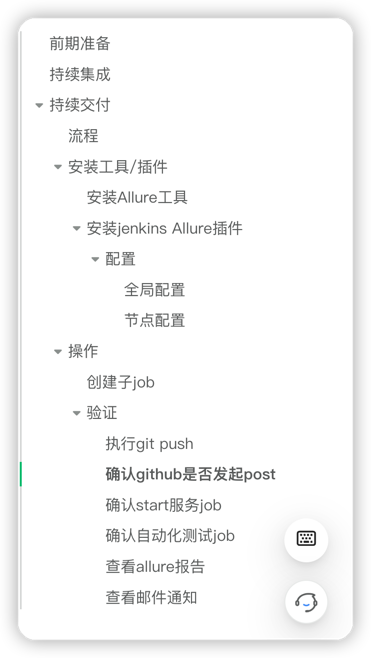 前期准备
持续集成
持续交付
流程
安装工具/插件
安装Allure工具
安装jenkins Allure插件
配置
全局配置
节点配置
操作
创建子job
验证
执行git push
确认github是否发起post
确认start服务job
确认自动化测试job
查看allure报告
查看邮件通知